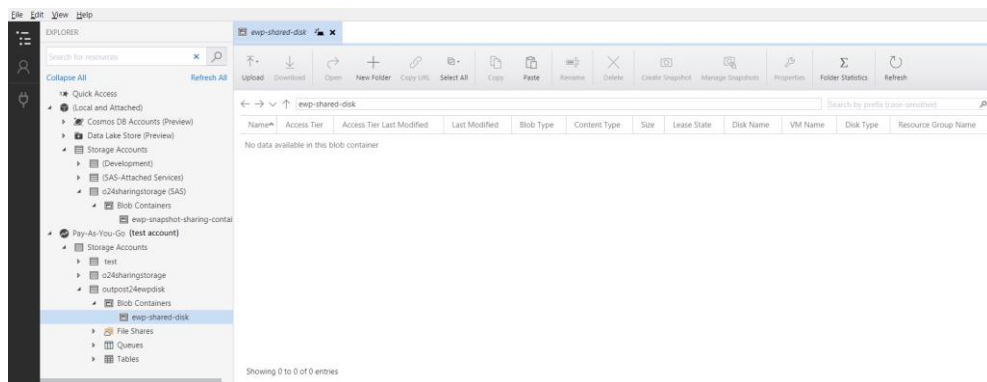 File Edit View Help
EXPLORER
Search for resources
Collapse All Refresh All
Quick Access
(Local and Attached)
Cosmos DB Accounts (Preview)
Data Lake Store (Preview)
Storage Accounts
(Development)
(SAS-Attached Services)
o24sharingstorage (SAS)
Blob Containers
ewp-snapshot-sharing-contai
Pay-As-You-Go (test account)
Storage Accounts
test
o24sharingstorage
outpost24ewpdisk
Blob Containers
ewp-shared-disk
File Shares
Queues
Tables
ewp-shared-disk
Upload Download Open New Folder Copy URL Select All Copy Paste Rename Delete Create Snapshot Manage Snapshots Properties Folder Statistics Refresh
ewp-shared-disk Search by prefix (case-sensitive)
Name Access Tier Access Tier Last Modified Last Modified Blob Type Content Type Size Lease State Disk Name VM Name Disk Type Resource Group Name
No data available in this blob container
Showing 0 to 0 of 0 entries